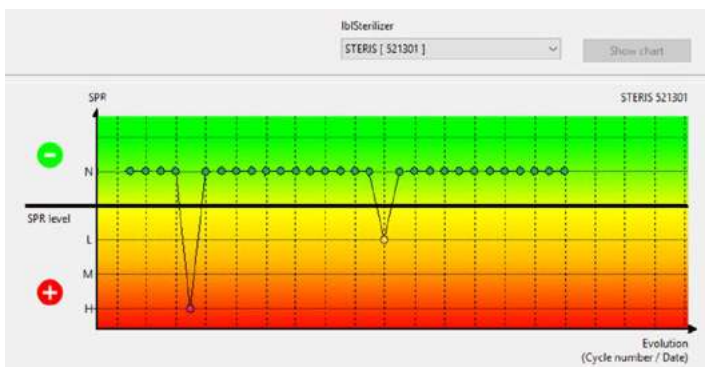 lblSterilizer
STERIS [ 521301 ]
Show chart
SPR
STERIS 521301
N
SPR level
L
M
H
Evolution
(Cycle number / Date)